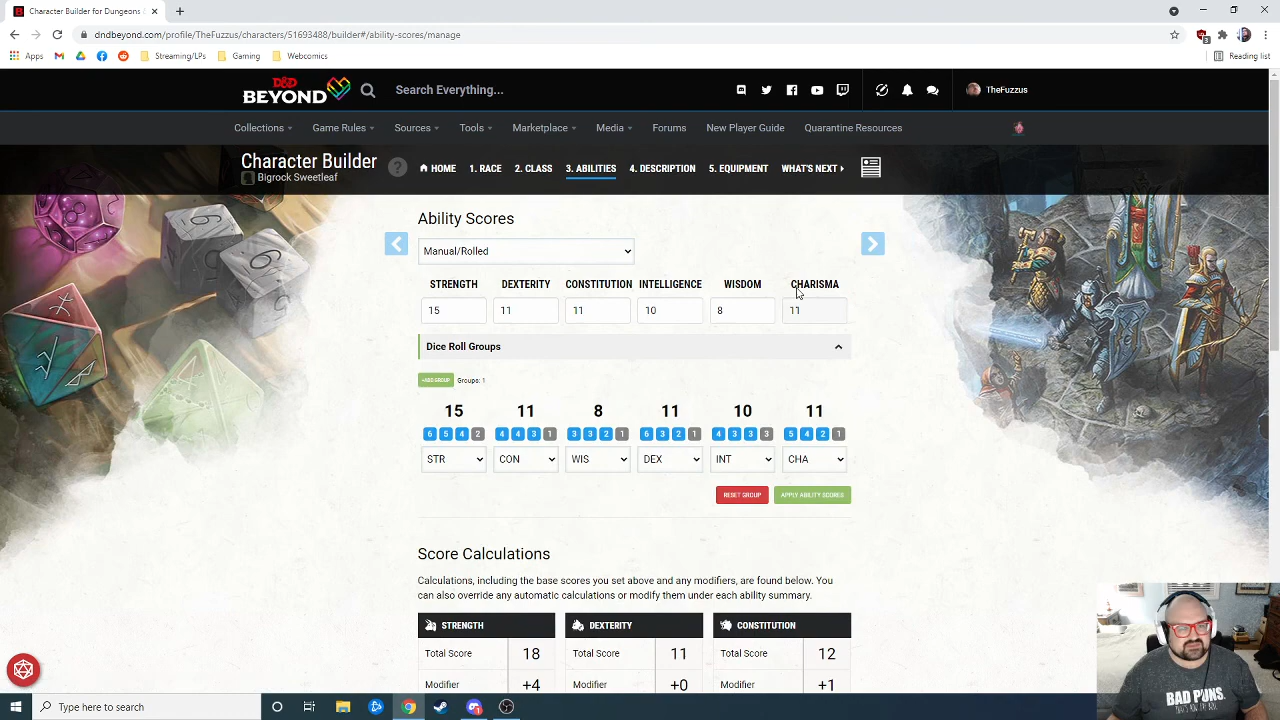 Character Builder for Dungeons
dndbeyond.com/profile/TheFuzzus/characters/51693488/builder#/ability-scores/manage
3
Apps
Streaming/LPs
Gaming
Webcomics
Reading list
D&D
BEYOND
Search Everything...
TheFuzzus
Collections
Game Rules
Sources
Tools
Marketplace
Media
Forums
New Player Guide
Quarantine Resources
Character Builder
?
Bigrock Sweetleaf
HOME
1. RACE
2. CLASS
3. ABILITIES
4. DESCRIPTION
5. EQUIPMENT
WHAT'S NEXT
Ability Scores
Manual/Rolled
STRENGTH DEXTERITY CONSTITUTION INTELLIGENCE WISDOM CHARISMA
15 11 11 10 8 11
Dice Roll Groups
+ADD GROUP Groups: 1
15 11 8 11 10 11
6 5 4 2 4 4 3 1 3 3 2 1 6 3 2 1 4 3 3 3 5 4 2 1
STR CON WIS DEX INT CHA
RESET GROUP APPLY ABILITY SCORES
Score Calculations
Calculations, including the base scores you set above and any modifiers, are found below. You
can also override any automatic calculations or modify them under each ability summary.
STRENGTH DEXTERITY CONSTITUTION
Total Score 18 Total Score 11 Total Score 12
Modifier +4 Modifier +0 Modifier +1
BAD PUNS.
Type here to search